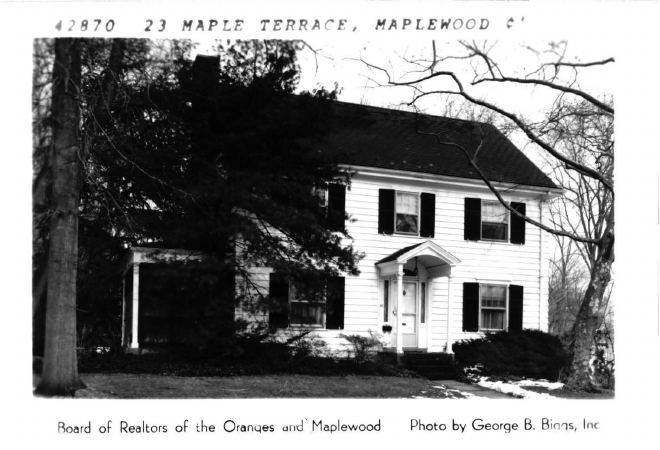 42870 23 MAPLE TERRACE, MAPLEWOOD
Board of Realtors of the Oranges and Maplewood Photo by George B. Biggs, Inc